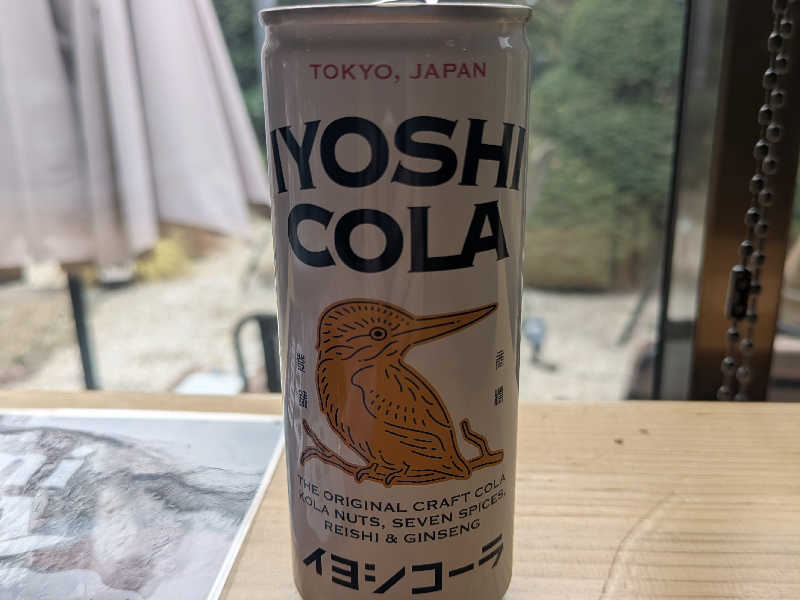 TOKYO, JAPAN
IYOSHI
COLA
THE ORIGINAL CRAFT COLA
KOLA NUTS, SEVEN SPICES,
REISHI & GINSENG
イヨシコーラ